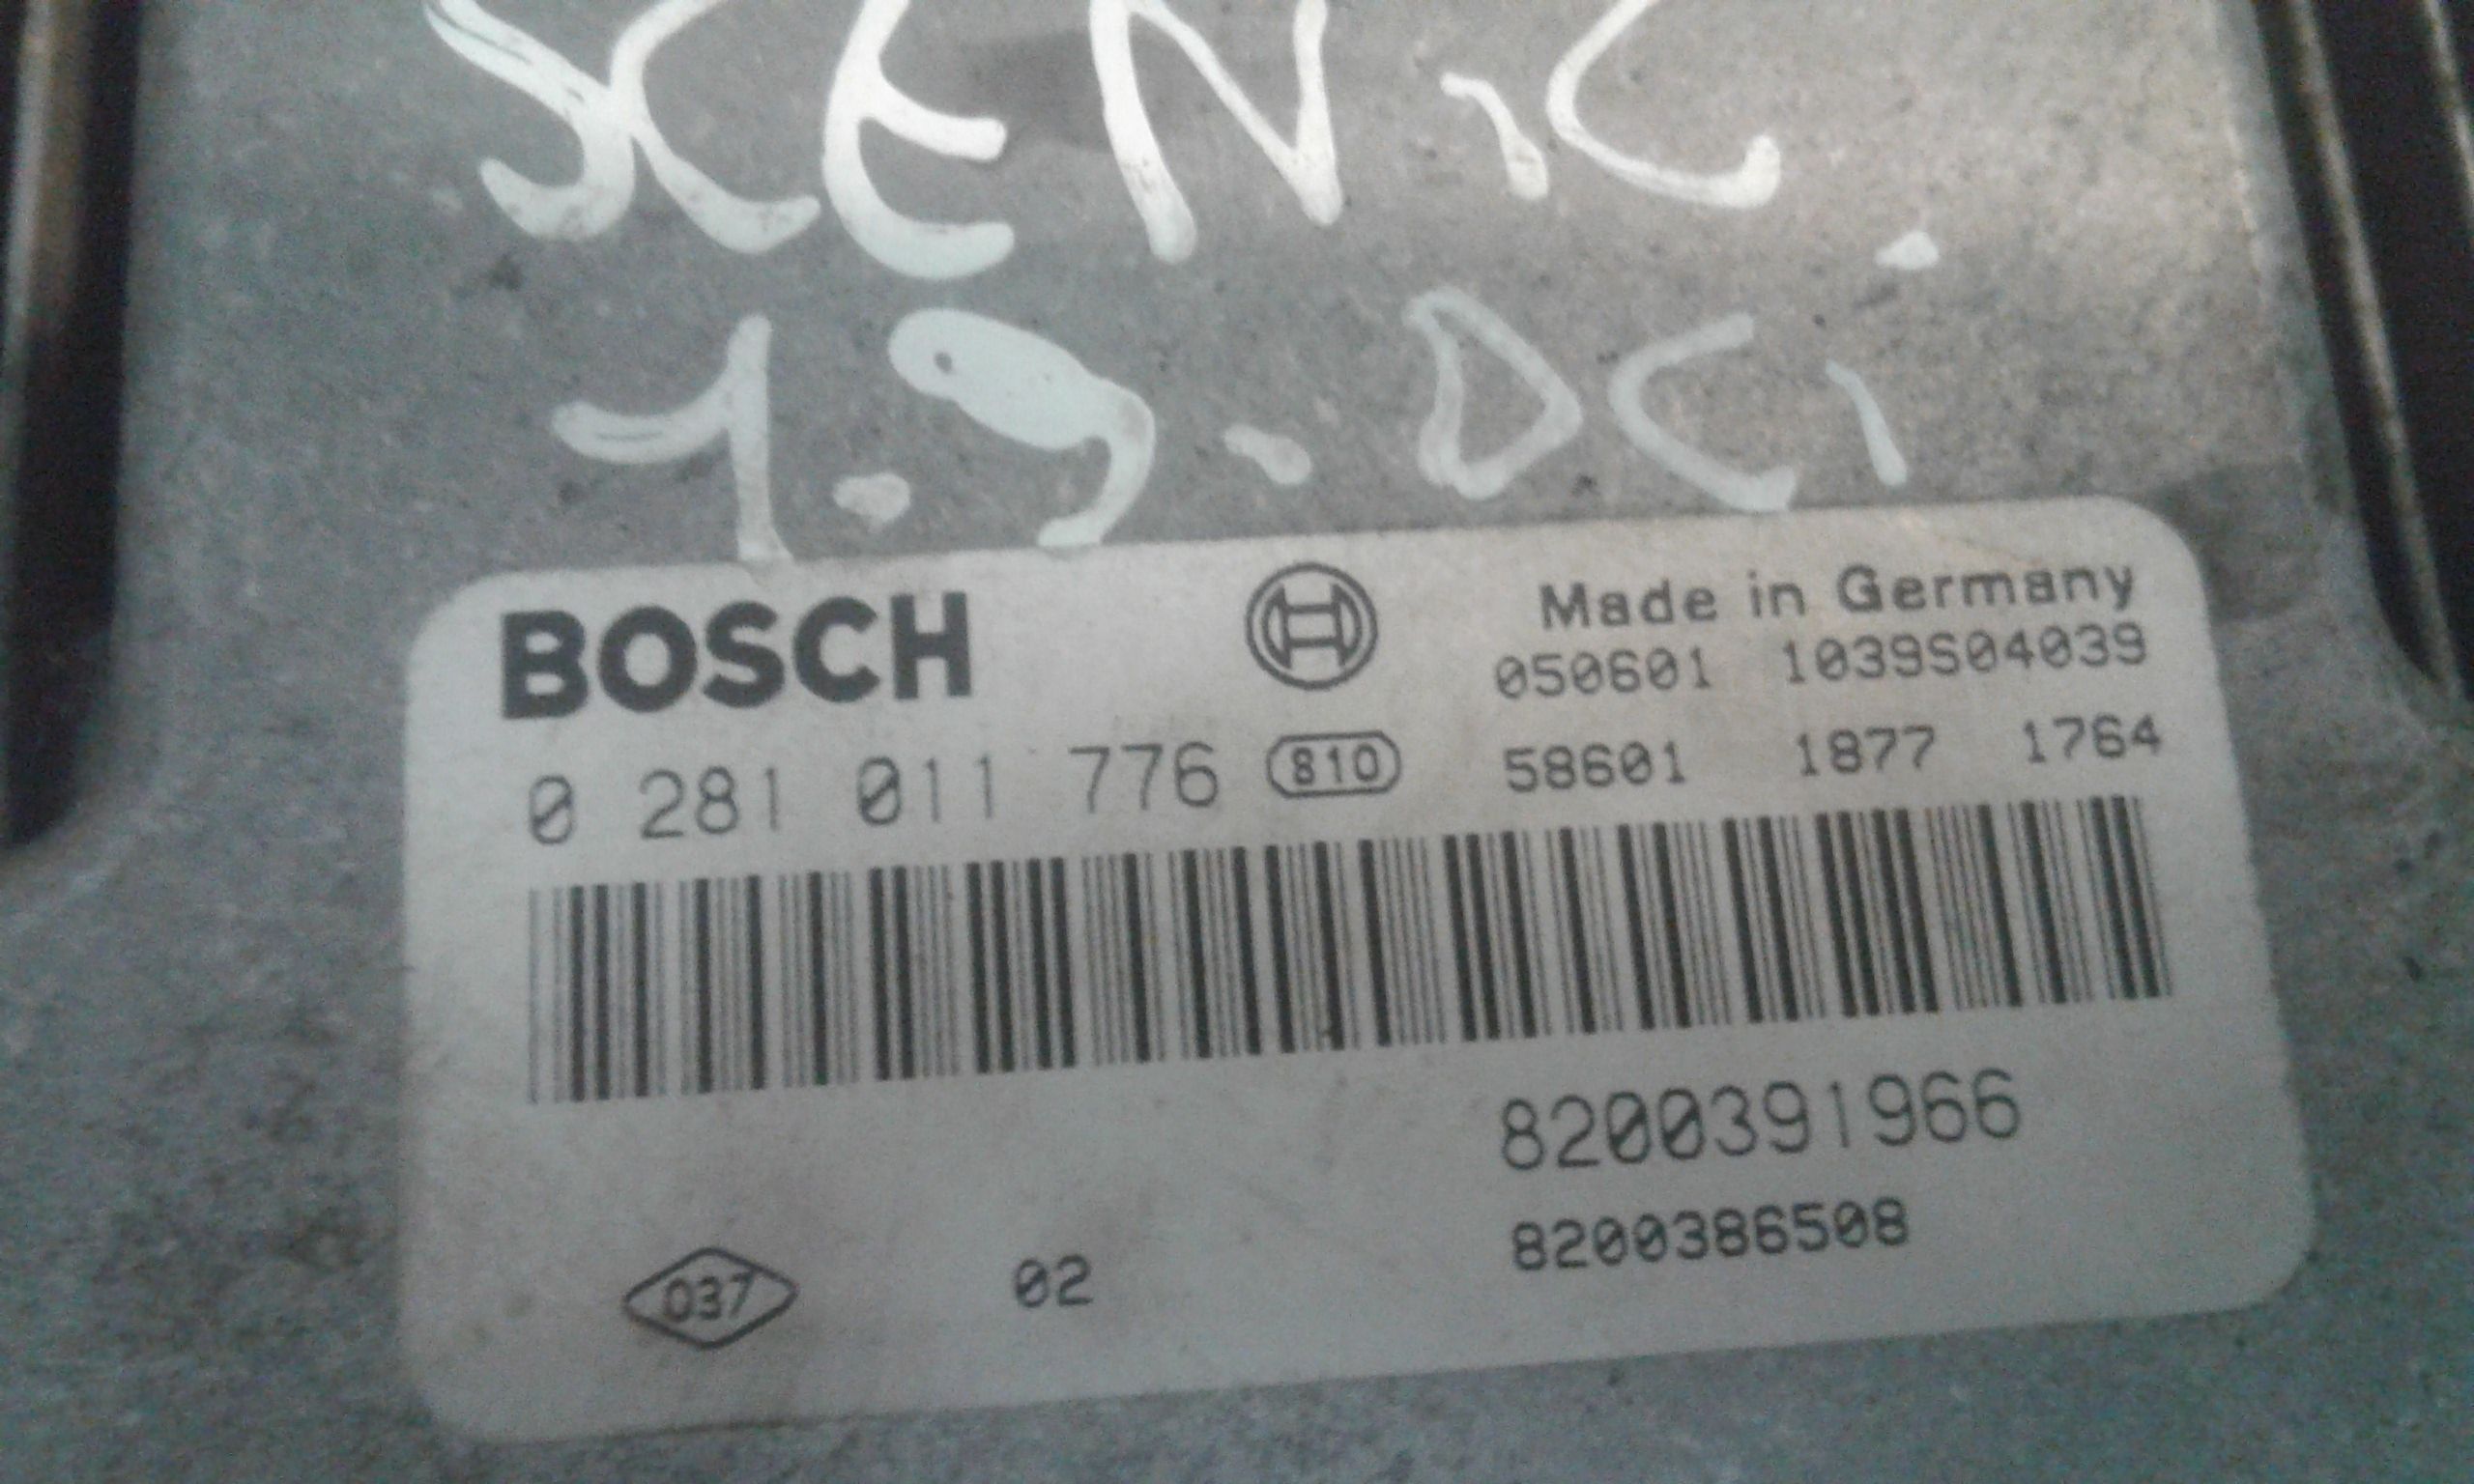 SCENiC
1.9.DCi
BOSCH
Made in Germany
050601 1039S04039
0 281 011 776 810 58601 1877 1764
8200391966
8200386508
037 02